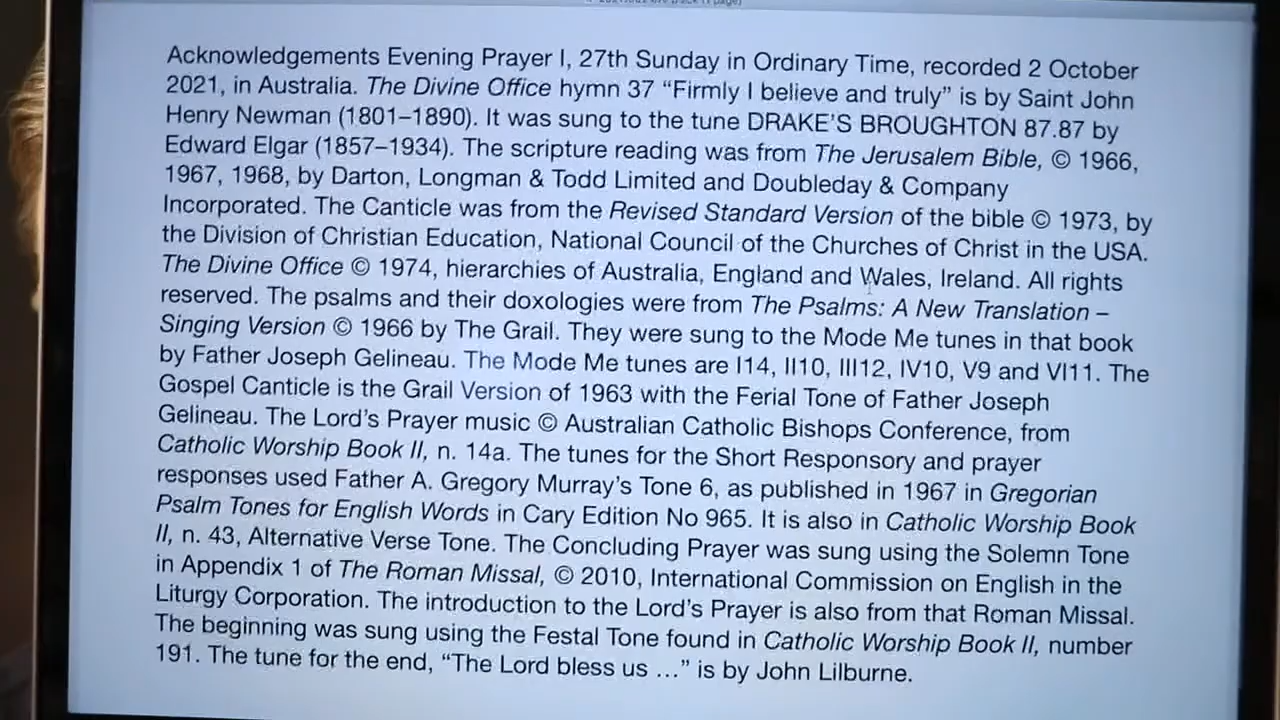 Acknowledgements Evening Prayer I, 27th Sunday in Ordinary Time, recorded 2 October
2021, in Australia. The Divine Office hymn 37 “Firmly I believe and truly” is by Saint John
Henry Newman (1801–1890). It was sung to the tune DRAKE’S BROUGHTON 87.87 by
Edward Elgar (1857–1934). The scripture reading was from The Jerusalem Bible, © 1966,
1967, 1968, by Darton, Longman & Todd Limited and Doubleday & Company
Incorporated. The Canticle was from the Revised Standard Version of the bible © 1973, by
the Division of Christian Education, National Council of the Churches of Christ in the USA.
The Divine Office © 1974, hierarchies of Australia, England and Wales, Ireland. All rights
reserved. The psalms and their doxologies were from The Psalms: A New Translation –
Singing Version © 1966 by The Grail. They were sung to the Mode Me tunes in that book
by Father Joseph Gelineau. The Mode Me tunes are I14, II10, III12, IV10, V9 and VI11. The
Gospel Canticle is the Grail Version of 1963 with the Ferial Tone of Father Joseph
Gelineau. The Lord’s Prayer music © Australian Catholic Bishops Conference, from
Catholic Worship Book II, n. 14a. The tunes for the Short Responsory and prayer
responses used Father A. Gregory Murray’s Tone 6, as published in 1967 in Gregorian
Psalm Tones for English Words in Cary Edition No 965. It is also in Catholic Worship Book
II, n. 43, Alternative Verse Tone. The Concluding Prayer was sung using the Solemn Tone
in Appendix 1 of The Roman Missal, © 2010, International Commission on English in the
Liturgy Corporation. The introduction to the Lord’s Prayer is also from that Roman Missal.
The beginning was sung using the Festal Tone found in Catholic Worship Book II, number
191. The tune for the end, “The Lord bless us …” is by John Lilburne.